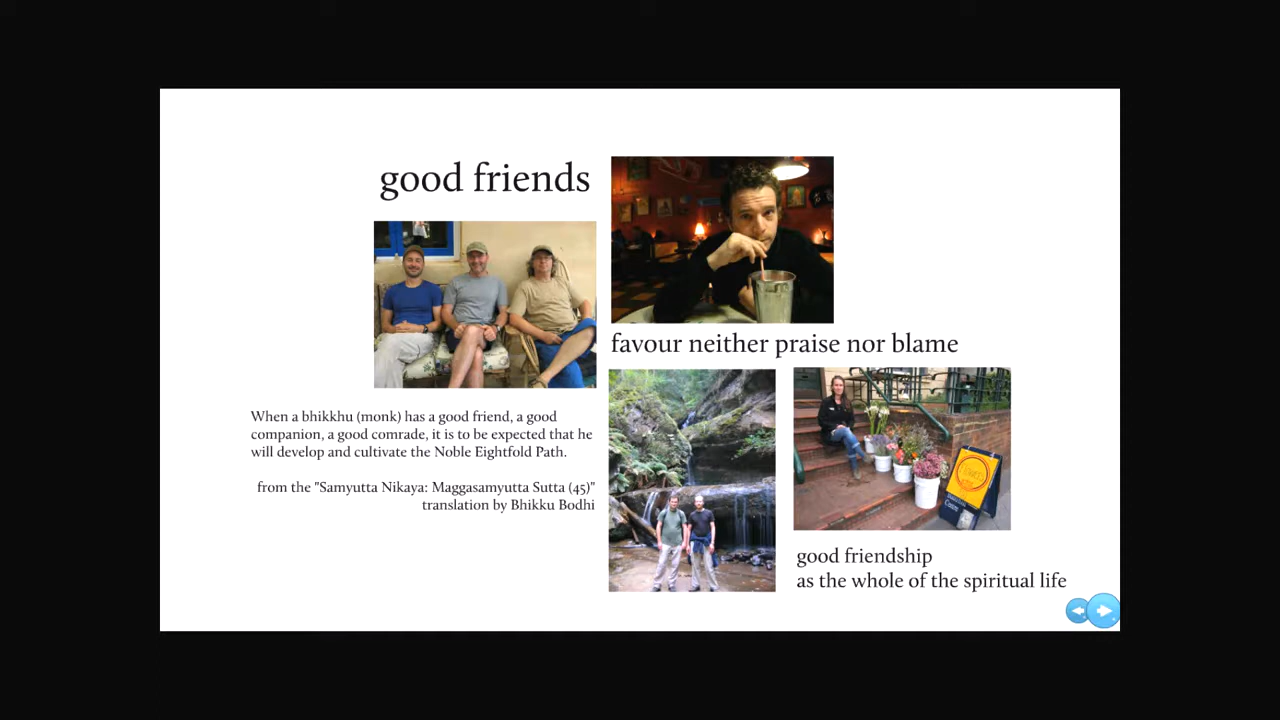 good friends
When a bhikkhu (monk) has a good friend, a good
companion, a good comrade, it is to be expected that he
will develop and cultivate the Noble Eightfold Path.
from the "Samyutta Nikaya: Maggasamyutta Sutta (45)"
translation by Bhikku Bodhi
favour neither praise nor blame
good friendship
as the whole of the spiritual life